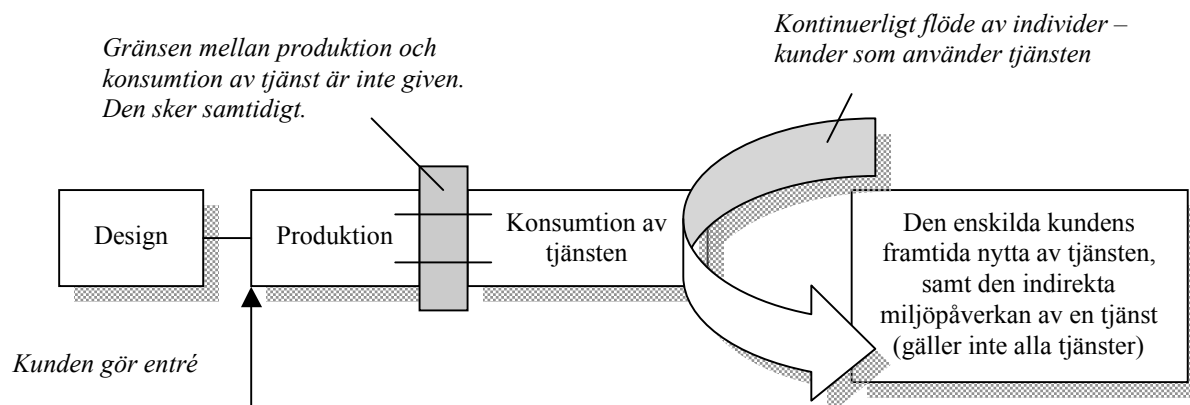 Gränsen mellan produktion och
konsumtion av tjänst är inte given.
Den sker samtidigt.
Kontinuerligt flöde av individer –
kunder som använder tjänsten
Design
Produktion
Konsumtion av
tjänsten
Den enskilda kundens
framtida nytta av tjänsten,
samt den indirekta
miljöpåverkan av en tjänst
(gäller inte alla tjänster)
Kunden gör entré